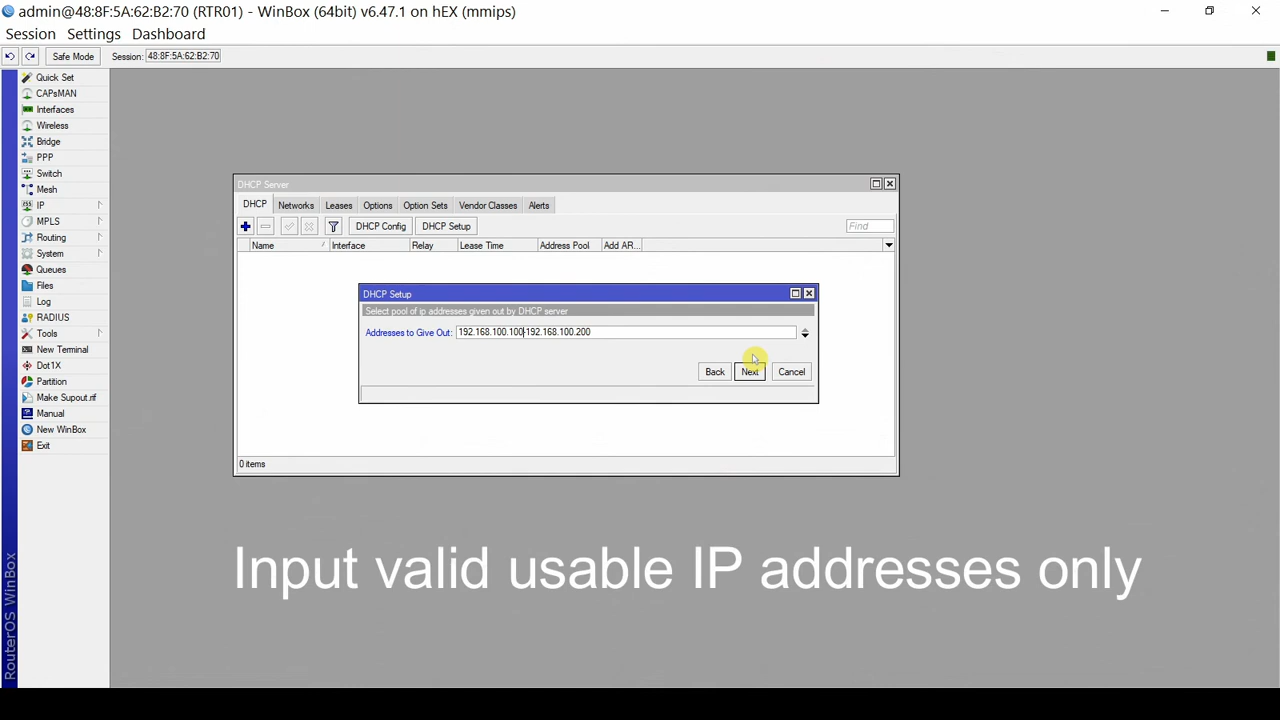 admin@48:8F:5A:62:B2:70 (RTR01) - WinBox (64bit) v6.47.1 on hEX (mmips)
Session Settings Dashboard
Safe Mode Session: 48:8F:5A:62:B2:70
Quick Set
CAPsMAN
Interfaces
Wireless
Bridge
PPP
Switch
Mesh
IP
MPLS
Routing
System
Queues
Files
Log
RADIUS
Tools
New Terminal
Dot1X
Partition
Make Supout.rif
Manual
New WinBox
Exit
RouterOS WinBox
DHCP Server
DHCP Networks Leases Options Option Sets Vendor Classes Alerts
DHCP Config DHCP Setup Find
Name Interface Relay Lease Time Address Pool Add AR...
DHCP Setup
Select pool of ip addresses given out by DHCP server
Addresses to Give Out: 192.168.100.100-192.168.100.200
Back Next Cancel
0 items
Input valid usable IP addresses only